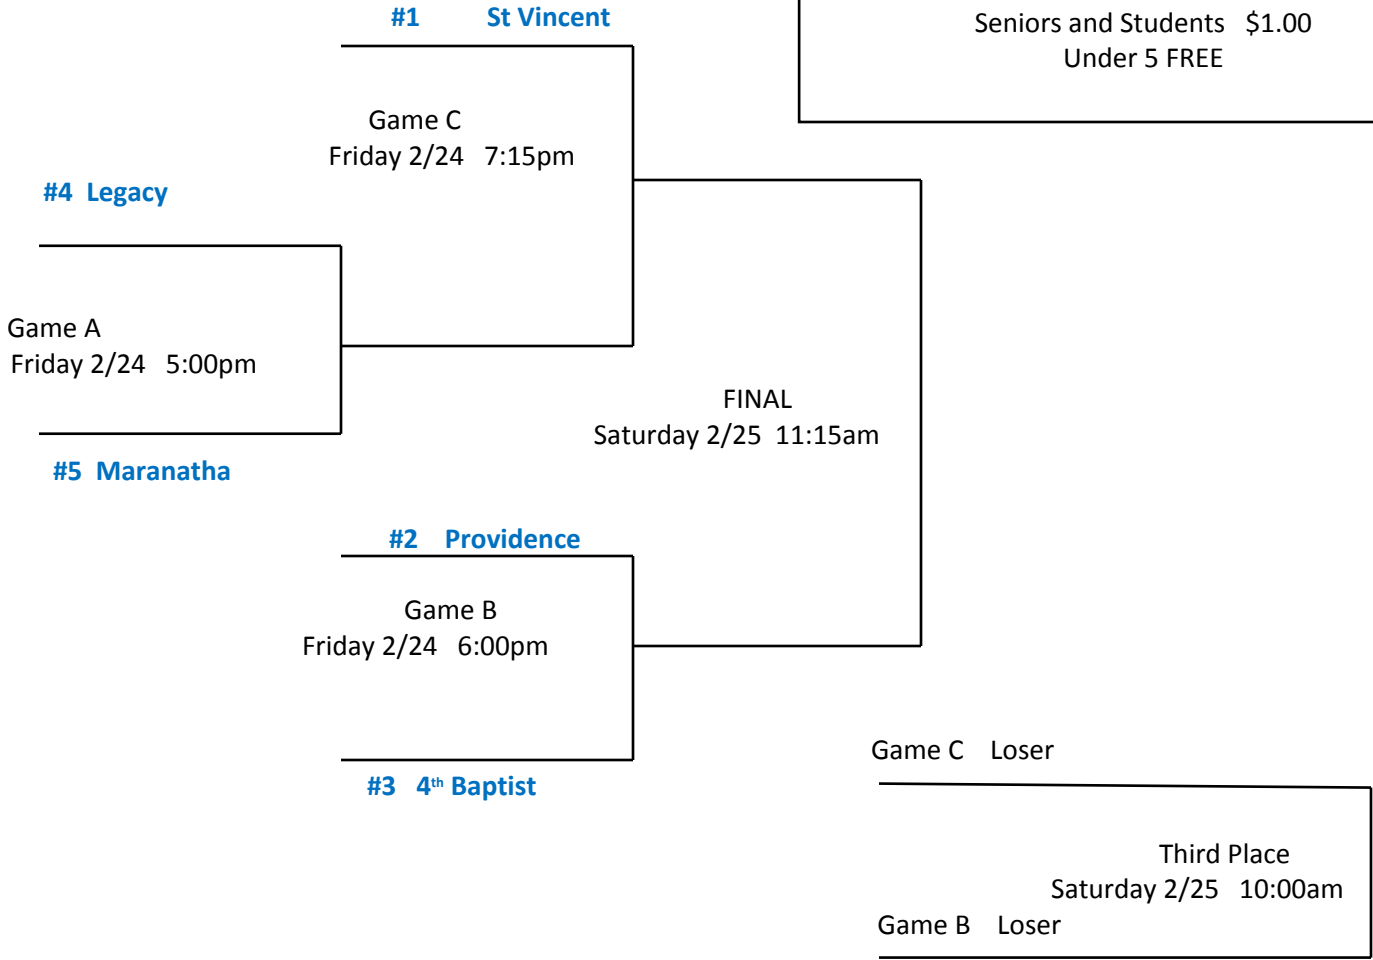 #1 St Vincent
Seniors and Students $1.00
Under 5 FREE
Game C
Friday 2/24 7:15pm
#4 Legacy
Game A
Friday 2/24 5:00pm
FINAL
Saturday 2/25 11:15am
#5 Maranatha
#2 Providence
Game B
Friday 2/24 6:00pm
#3 4th Baptist
Game C Loser
Third Place
Saturday 2/25 10:00am
Game B Loser